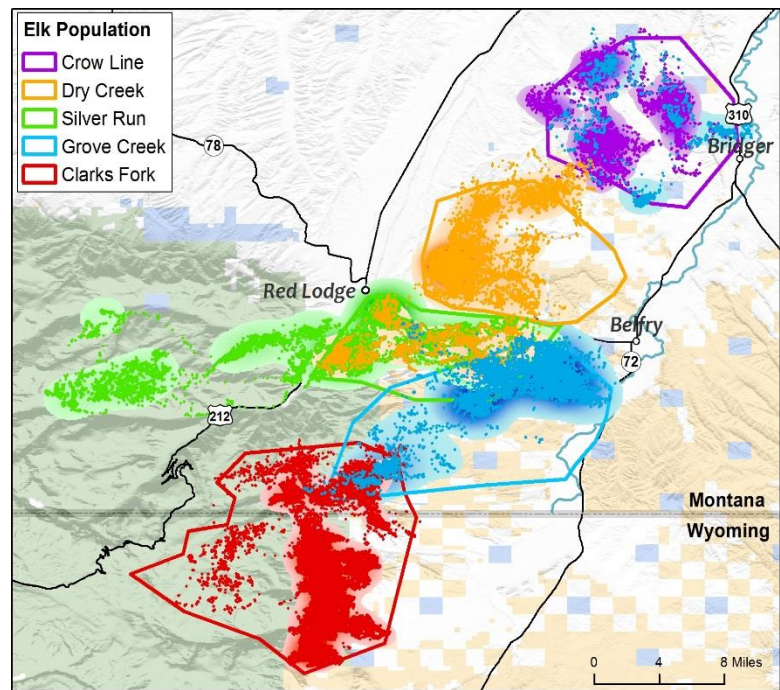 Elk Population
Crow Line
Dry Creek
Silver Run
Grove Creek
Clarks Fork
78
310
Bridger
Red Lodge
Belfry
72
212
Montana
Wyoming
0 4 8 Miles